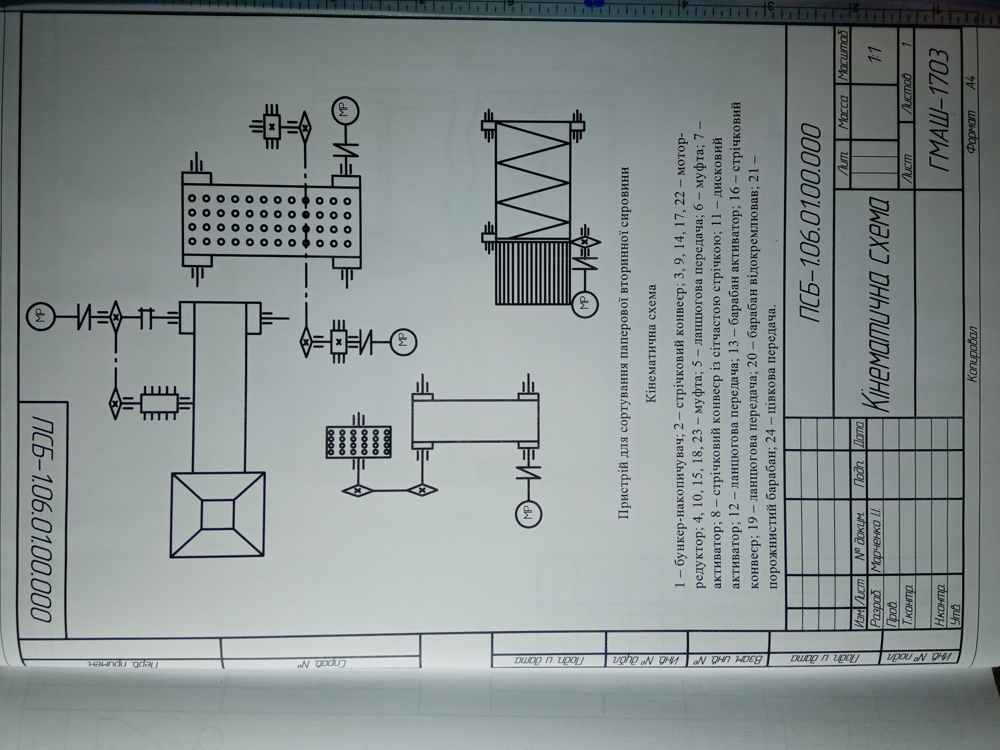 ПСБ-1.06.01.00.000
Перв. примен.
Справ. №
Подп. и дата
Инв. № дубл.
Взам. инв. №
Подп. и дата
Инв. № подл.
МР
МР
МР
МР
МР
Пристрій для сортування паперової вторинної сировини
Кінематична схема
1 – бункер-накопичувач; 2 – стрічковий конвеєр; 3, 9, 14, 17, 22 – мотор-
редуктор; 4, 10, 15, 18, 23 – муфта; 5 – ланцюгова передача; 6 – муфта; 7 –
активатор; 8 – стрічковий конвеєр із сітчастою стрічкою; 11 – дисковий
активатор; 12 – ланцюгова передача; 13 – барабан активатор; 16 – стрічковий
конвеєр; 19 – ланцюгова передача; 20 – барабан відокремлював; 21 –
порожнистий барабан; 24 – цівкова передача.
ПСБ-1.06.01.00.000
Изм. Лист № докум. Подп. Дата
Разраб. Марченко І.І.
Пров.
Т.контр.
Н.контр.
Утв.
Кінематична схема
Лит. Масса Масштаб
1:1
Лист Листов 1
ГМАШ-1703
Копировал Формат А4
1 2 3 4 6 7